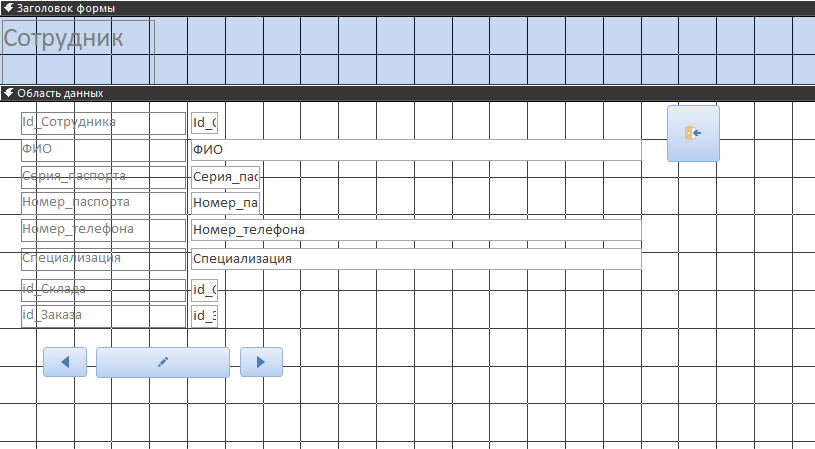 Заголовок формы
Сотрудник
Область данных
Id_Сотрудника Id_С
ФИО ФИО
Серия_паспорта Серия_пас
Номер_паспорта Номер_па
Номер_телефона Номер_телефона
Специализация Специализация
id_Склада id_С
id_Заказа id_З